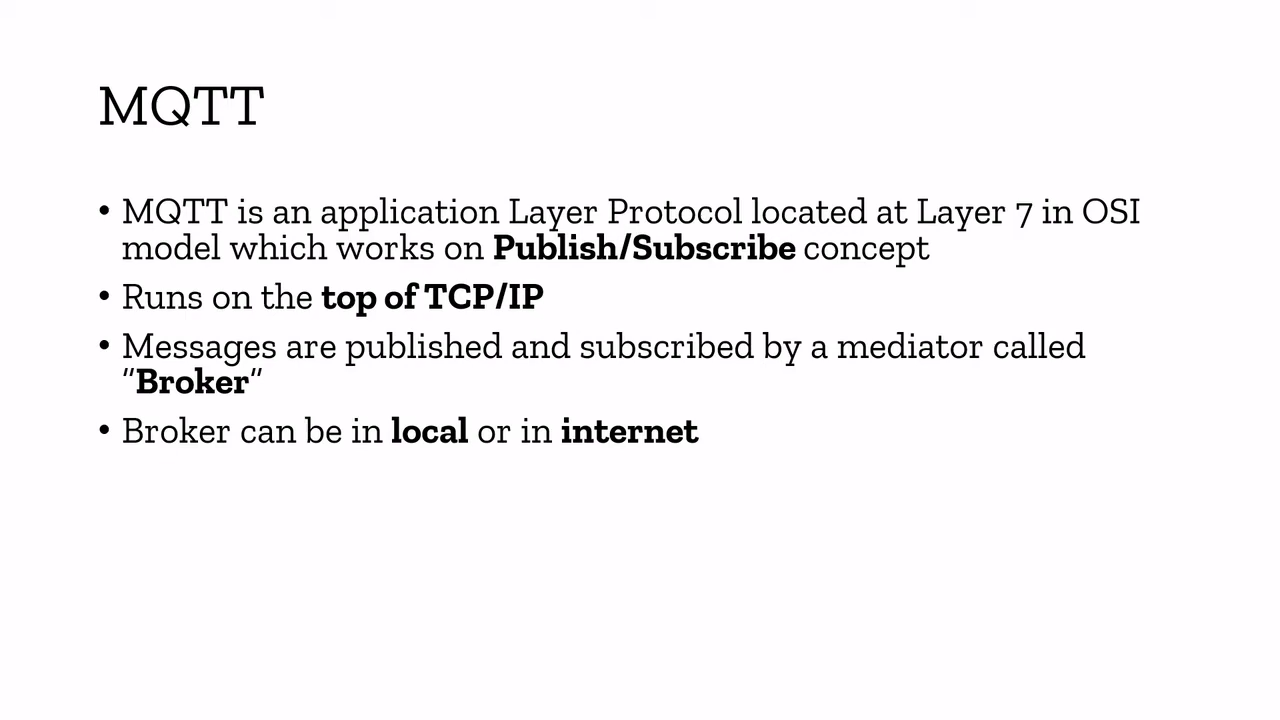 MQTT
• MQTT is an application Layer Protocol located at Layer 7 in OSI
model which works on Publish/Subscribe concept
• Runs on the top of TCP/IP
• Messages are published and subscribed by a mediator called
"Broker"
• Broker can be in local or in internet